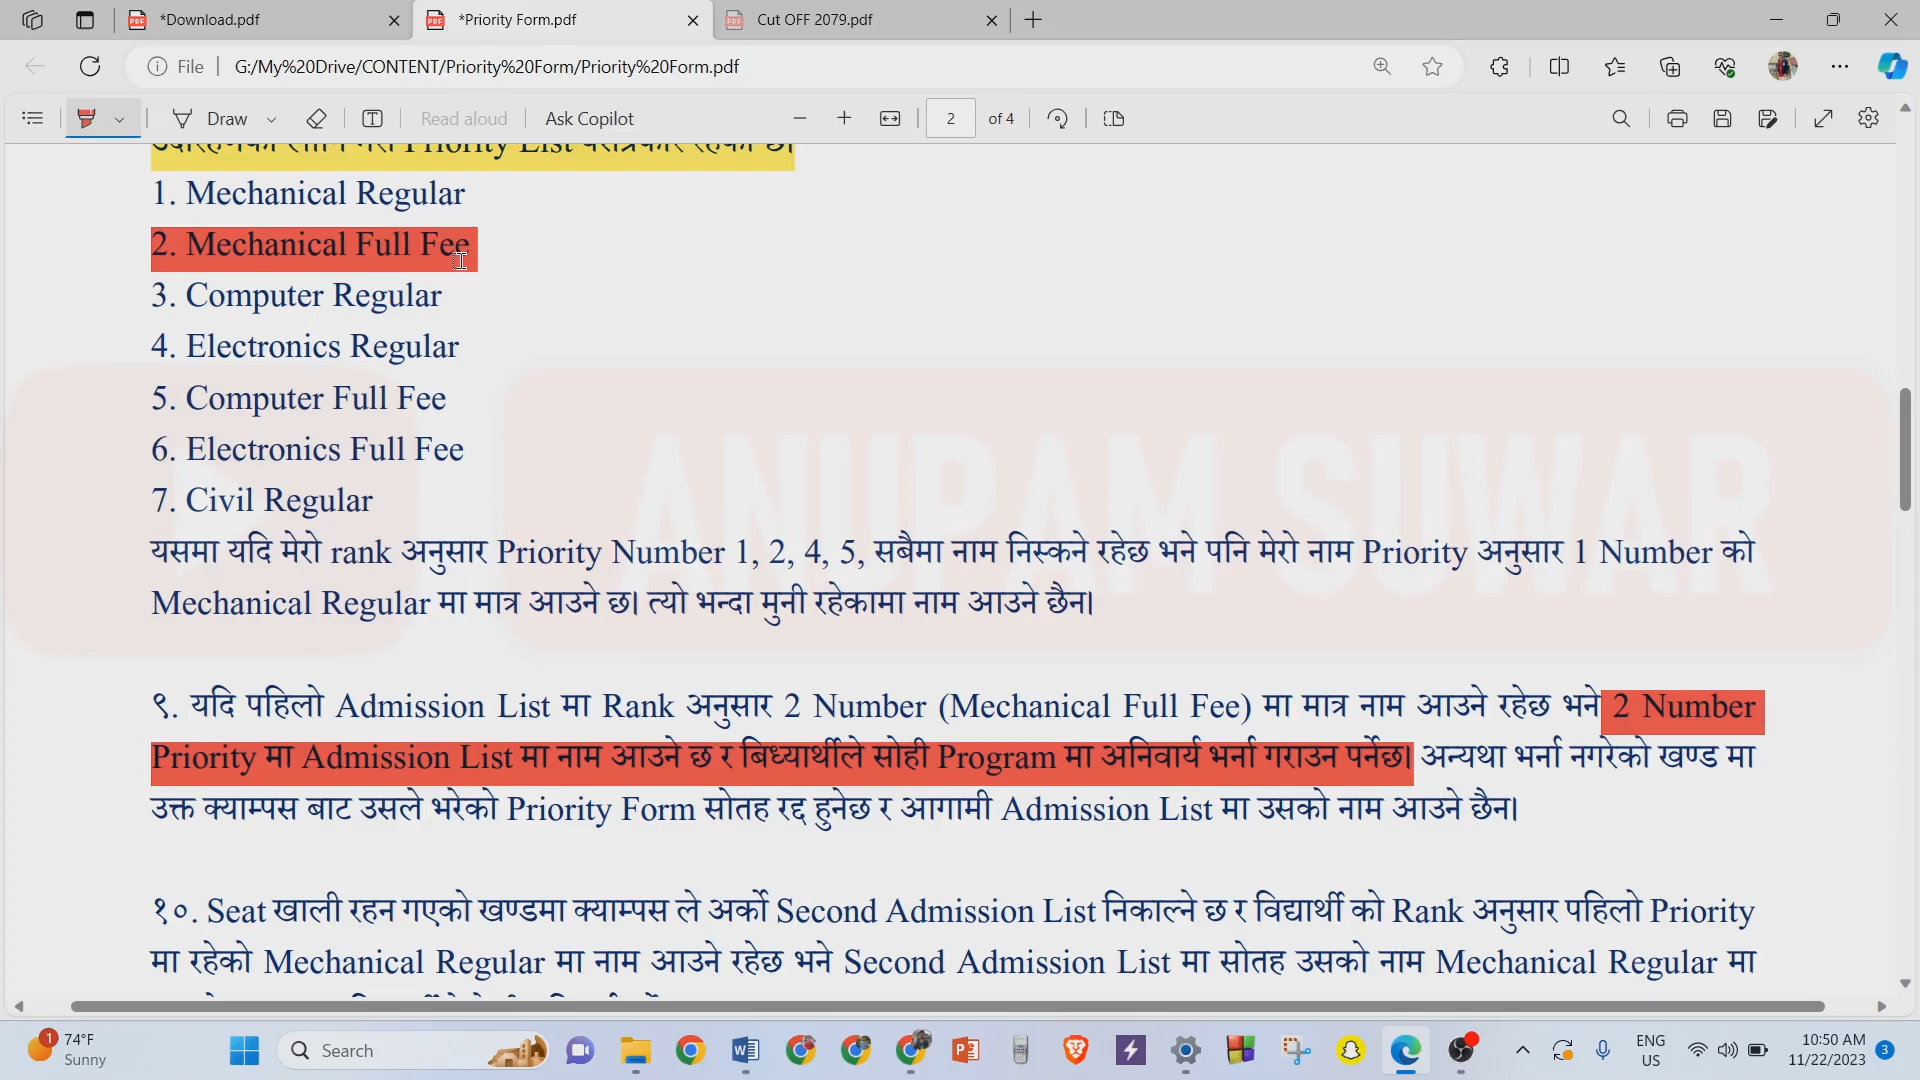 *Download.pdf
*Priority Form.pdf
Cut OFF 2079.pdf
File
G:/My%20Drive/CONTENT/Priority%20Form/Priority%20Form.pdf
Draw
Read aloud
Ask Copilot
2 of 4
Priority List
1. Mechanical Regular
2. Mechanical Full Fee
3. Computer Regular
4. Electronics Regular
5. Computer Full Fee
6. Electronics Full Fee
7. Civil Regular
ANUPAM SUWAR
यसमा यदि मेरो rank अनुसार Priority Number 1, 2, 4, 5, सबैमा नाम निस्कने रहेछ भने पनि मेरो नाम Priority अनुसार 1 Number को
Mechanical Regular मा मात्र आउने छ। त्यो भन्दा मुनी रहेकामा नाम आउने छैन।
९. यदि पहिलो Admission List मा Rank अनुसार 2 Number (Mechanical Full Fee) मा मात्र नाम आउने रहेछ भने 2 Number
Priority मा Admission List मा नाम आउने छ र बिध्यार्थीले सोही Program मा अनिवार्य भर्ना गराउन पर्नेछ। अन्यथा भर्ना नगरेको खण्ड मा
उक्त क्याम्पस बाट उसले भरेको Priority Form सोतह रद्द हुनेछ र आगामी Admission List मा उसको नाम आउने छैन।
१०. Seat खाली रहन गएको खण्डमा क्याम्पस ले अर्को Second Admission List निकाल्ने छ र विद्यार्थी को Rank अनुसार पहिलो Priority
मा रहेको Mechanical Regular मा नाम आउने रहेछ भने Second Admission List मा सोतह उसको नाम Mechanical Regular मा
1
74°F
Sunny
Search
ENG
US
10:50 AM
11/22/2023
3